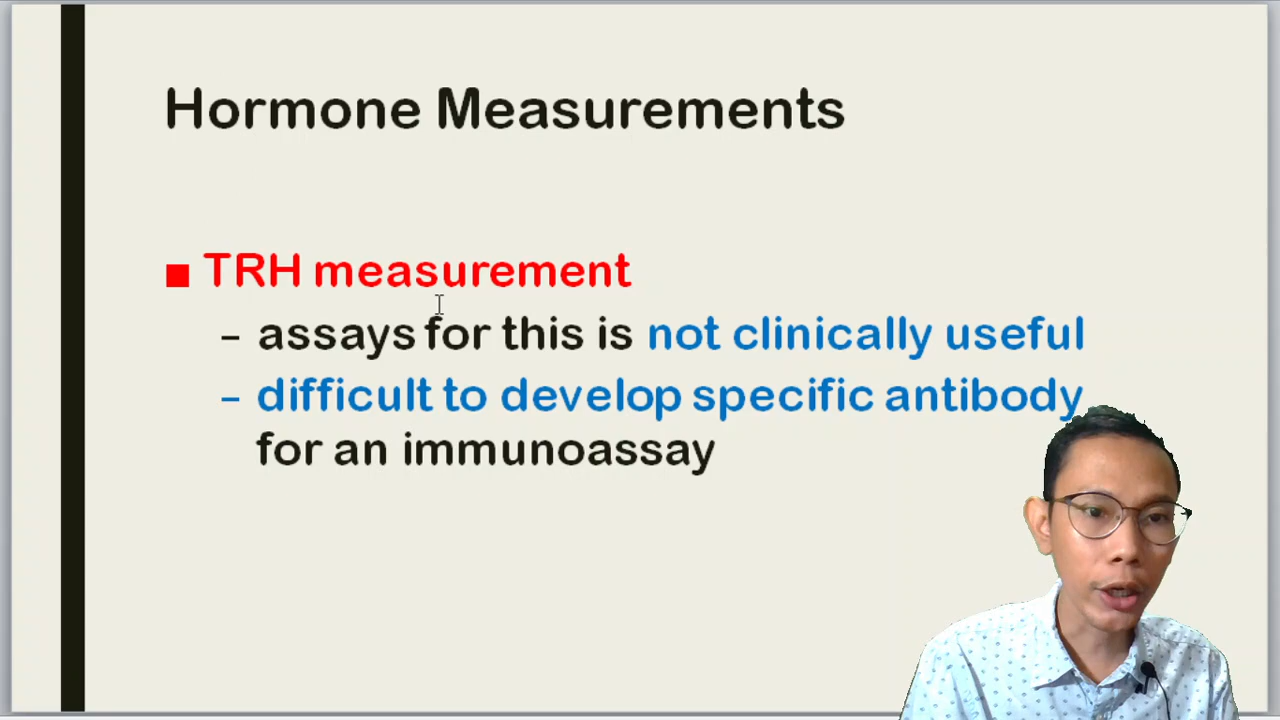 Hormone Measurements
■ TRH measurement
– assays for this is not clinically useful
– difficult to develop specific antibody
for an immunoassay